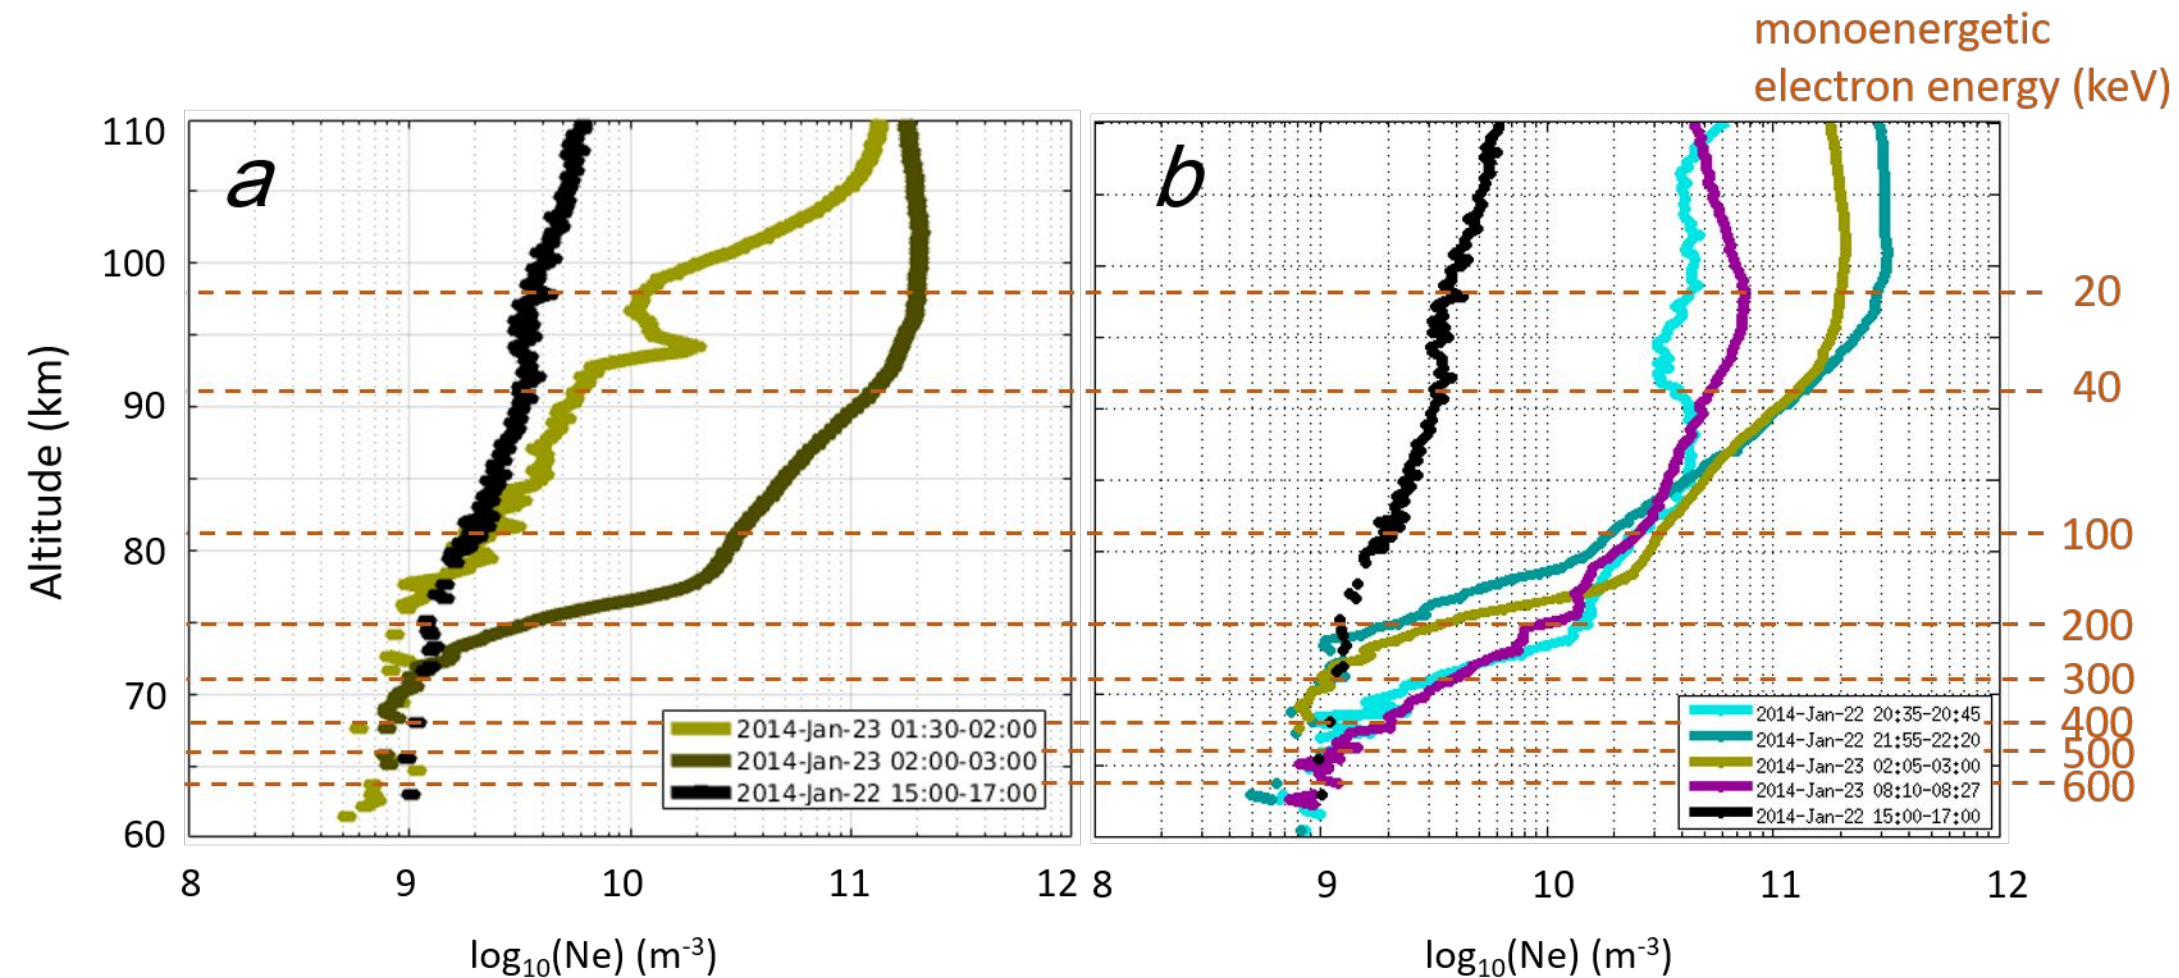 monoenergetic
electron energy (keV)
a
b
110
100
90
80
70
60
Altitude (km)
20
40
100
200
300
400
500
600
2014-Jan-23 01:30-02:00
2014-Jan-23 02:00-03:00
2014-Jan-22 15:00-17:00
2014-Jan-22 20:35-20:45
2014-Jan-22 21:55-22:20
2014-Jan-23 02:05-03:00
2014-Jan-23 08:10-08:27
2014-Jan-22 15:00-17:00
8 9 10 11 12
8 9 10 11 12
log₁₀(Ne) (m⁻³)
log₁₀(Ne) (m⁻³)